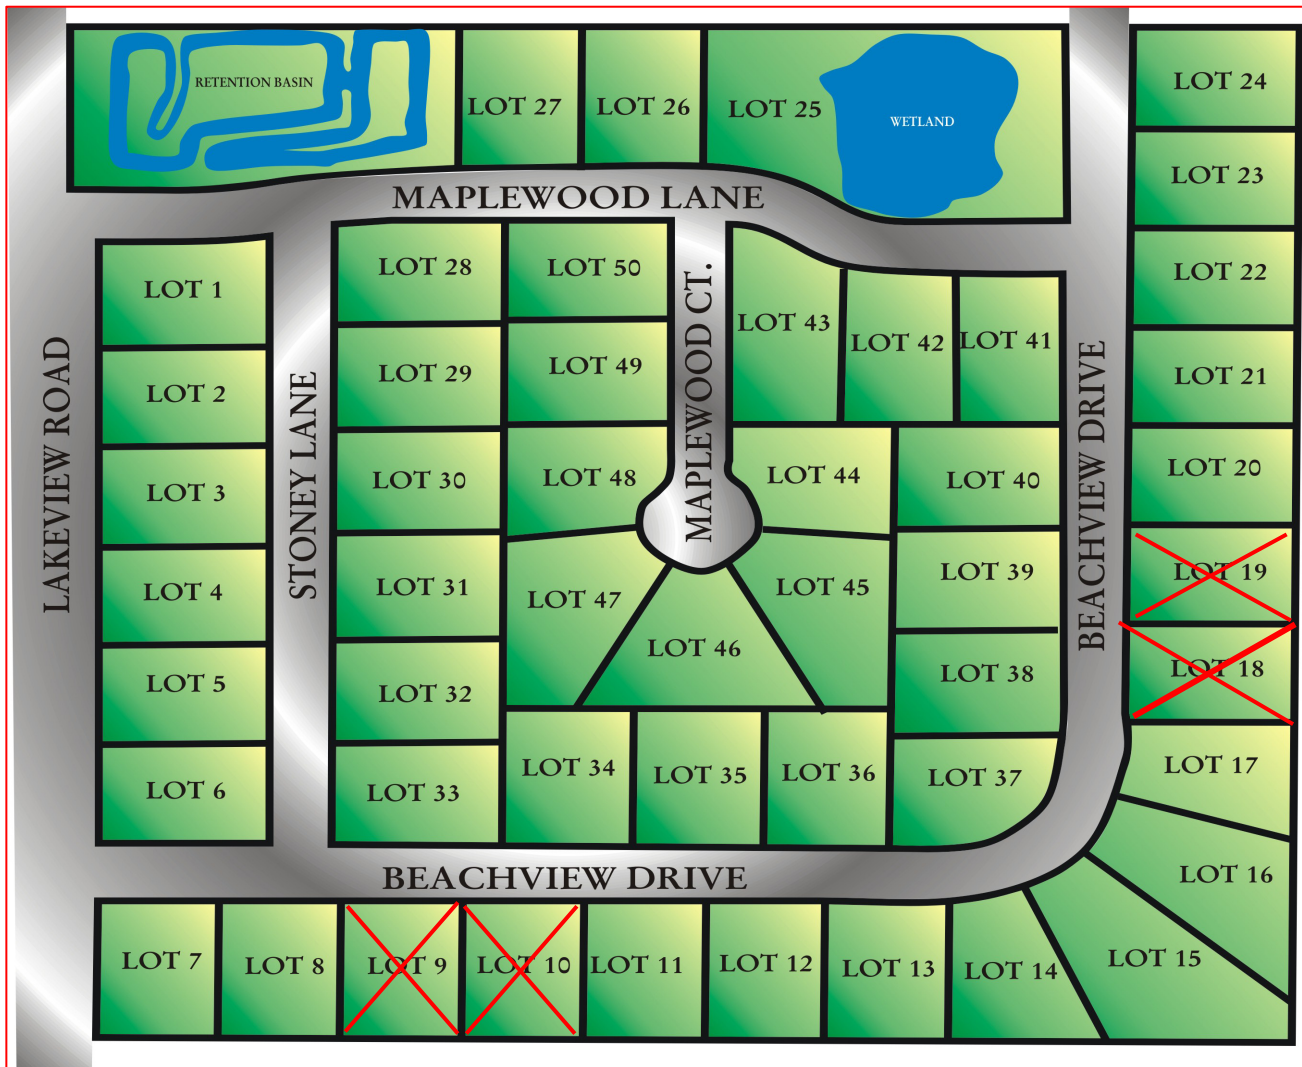 RETENTION BASIN
LOT 27
LOT 26
LOT 25
WETLAND
LOT 24
LOT 23
LOT 22
LOT 21
LOT 20
LOT 19
LOT 18
LOT 17
LOT 16
LOT 15
LOT 14
LOT 13
LOT 12
LOT 11
LOT 10
LOT 9
LOT 8
LOT 7
MAPLEWOOD LANE
LAKEVIEW ROAD
LOT 1
LOT 2
LOT 3
LOT 4
LOT 5
LOT 6
STONEY LANE
LOT 28
LOT 29
LOT 30
LOT 31
LOT 32
LOT 33
LOT 50
LOT 49
LOT 48
LOT 47
LOT 46
LOT 45
LOT 44
MAPLEWOOD CT.
LOT 43
LOT 42
LOT 41
LOT 40
LOT 39
LOT 38
LOT 37
LOT 36
LOT 35
LOT 34
BEACHVIEW DRIVE
BEACHVIEW DRIVE